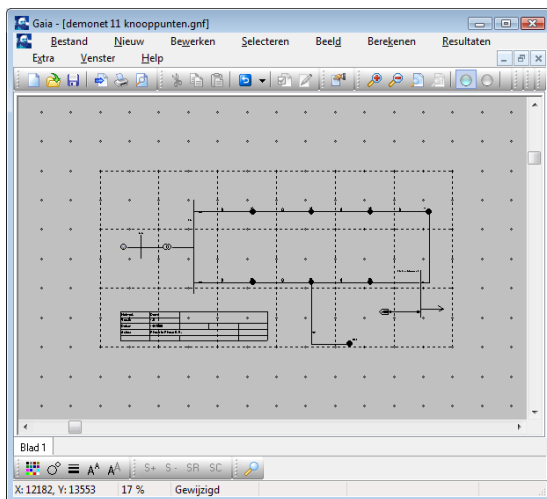 Gaia - [demonet 11 knooppunten.gnf]
Bestand Nieuw Bewerken Selecteren Beeld Berekenen Resultaten
Extra Venster Help
Blad 1
A A A A S+ S- SR SC
X: 12182, Y: 13553 17 % Gewijzigd